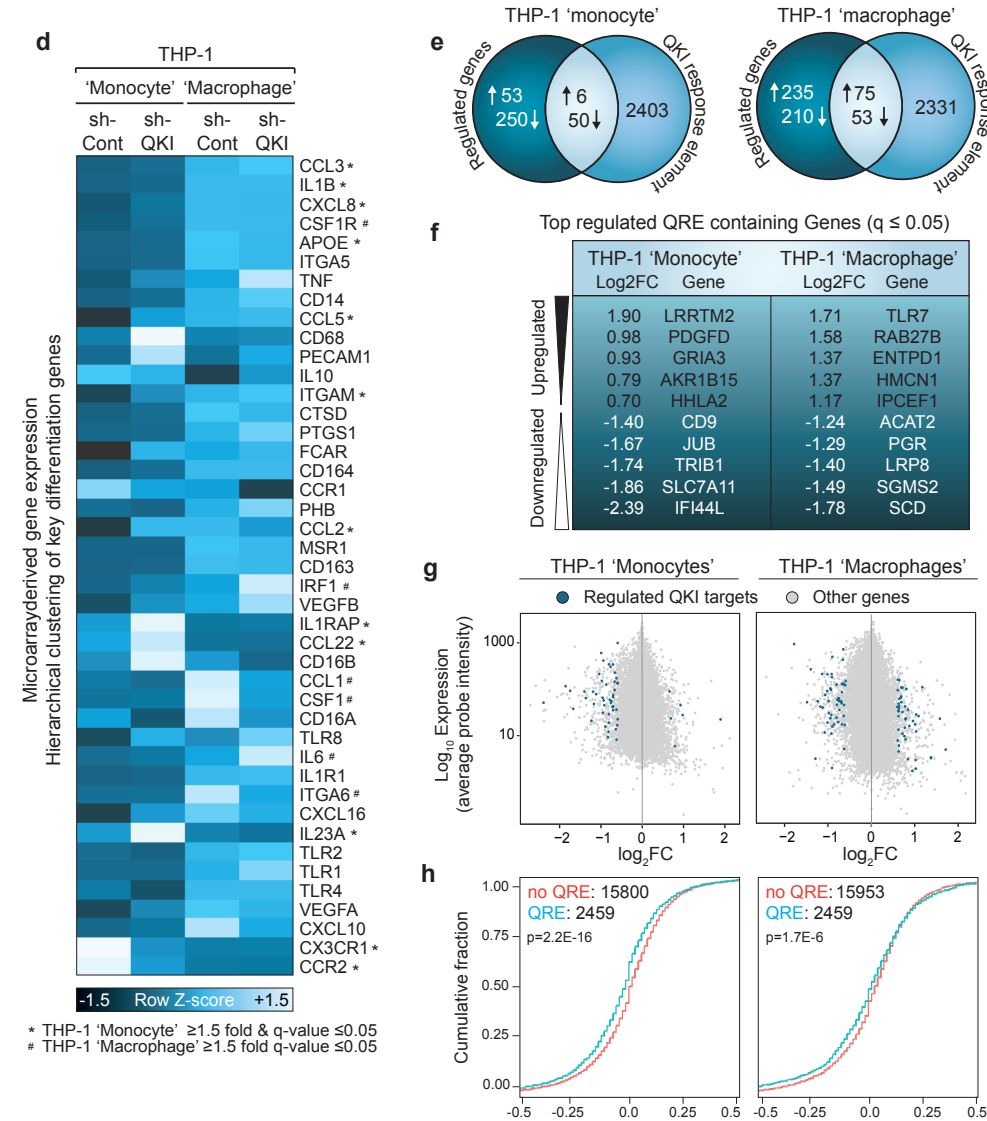 d
THP-1
'Monocyte' 'Macrophage'
sh-Cont sh-QKI sh-Cont sh-QKI
Microarrayderived gene expression
Hierarchical clustering of key differentiation genes
CCL3 *
IL1B *
CXCL8 *
CSF1R #
APOE *
ITGA5
TNF
CD14
CCL5 *
CD68
PECAM1
IL10
ITGAM *
CTSD
PTGS1
FCAR
CD164
CCR1
PHB
CCL2 *
MSR1
CD163
IRF1 #
VEGFB
IL1RAP *
CCL22 *
CD16B
CCL1 #
CSF1 #
CD16A
TLR8
IL6 #
IL1R1
ITGA6 #
CXCL16
IL23A *
TLR2
TLR1
TLR4
VEGFA
CXCL10
CX3CR1 *
CCR2 *
-1.5 Row Z-score +1.5
* THP-1 'Monocyte' ≥1.5 fold & q-value ≤0.05
# THP-1 'Macrophage' ≥1.5 fold q-value ≤0.05
e
THP-1 'monocyte'
Regulated genes
QKI response element
↑53
250↓
↑6
50↓
2403
THP-1 'macrophage'
Regulated genes
QKI response element
↑235
210↓
↑75
53↓
2331
f
Top regulated QRE containing Genes (q ≤ 0.05)
THP-1 'Monocyte' THP-1 'Macrophage'
Log2FC Gene Log2FC Gene
Upregulated
Downregulated
1.90 LRRTM2 1.71 TLR7
0.98 PDGFD 1.58 RAB27B
0.93 GRIA3 1.37 ENTPD1
0.79 AKR1B15 1.37 HMCN1
0.70 HHLA2 1.17 IPCEF1
-1.40 CD9 -1.24 ACAT2
-1.67 JUB -1.29 PGR
-1.74 TRIB1 -1.40 LRP8
-1.86 SLC7A11 -1.49 SGMS2
-2.39 IFI44L -1.78 SCD
g
THP-1 'Monocytes' THP-1 'Macrophages'
Regulated QKI targets Other genes
Log10 Expression
(average probe intensity)
1000
10
-2 -1 0 1 2
log2FC
-2 -1 0 1 2
log2FC
h
Cumulative fraction
1.00
0.75
0.50
0.25
0.00
no QRE: 15800
QRE: 2459
p=2.2E-16
-0.5 -0.25 0.0 0.25 0.5
no QRE: 15953
QRE: 2459
p=1.7E-6
-0.5 -0.25 0.0 0.25 0.5